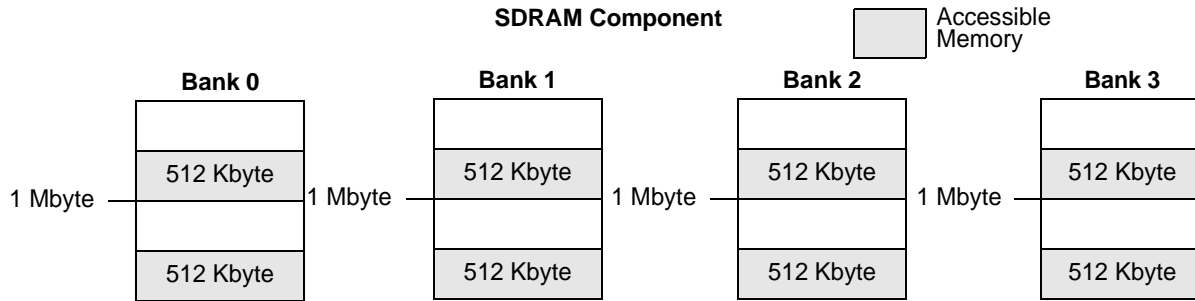 SDRAM Component
Accessible
Memory
Bank 0
Bank 1
Bank 2
Bank 3
512 Kbyte
512 Kbyte
512 Kbyte
512 Kbyte
1 Mbyte
1 Mbyte
1 Mbyte
1 Mbyte
512 Kbyte
512 Kbyte
512 Kbyte
512 Kbyte